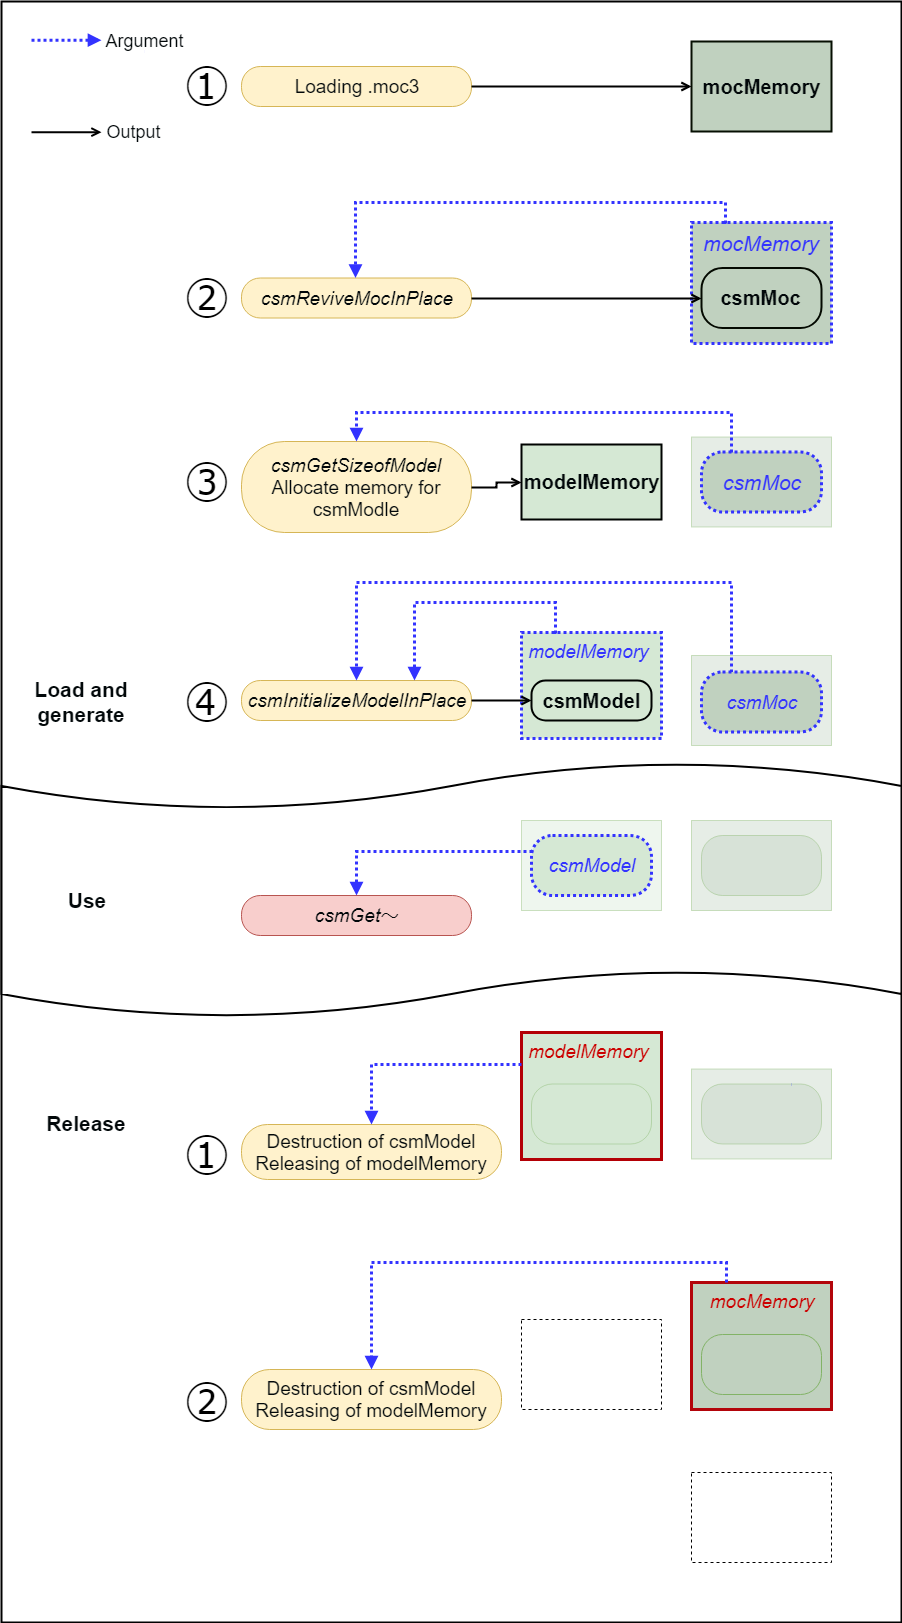 Argument
① Loading .moc3
mocMemory
Output
mocMemory
② csmReviveMocInPlace
csmMoc
③ csmGetSizeofModel
Allocate memory for
csmModle
modelMemory
csmMoc
Load and
generate
④ csmInitializeModelInPlace
modelMemory
csmModel
csmMoc
Use
csmModel
csmGet～
Release
modelMemory
① Destruction of csmModel
Releasing of modelMemory
mocMemory
② Destruction of csmModel
Releasing of modelMemory